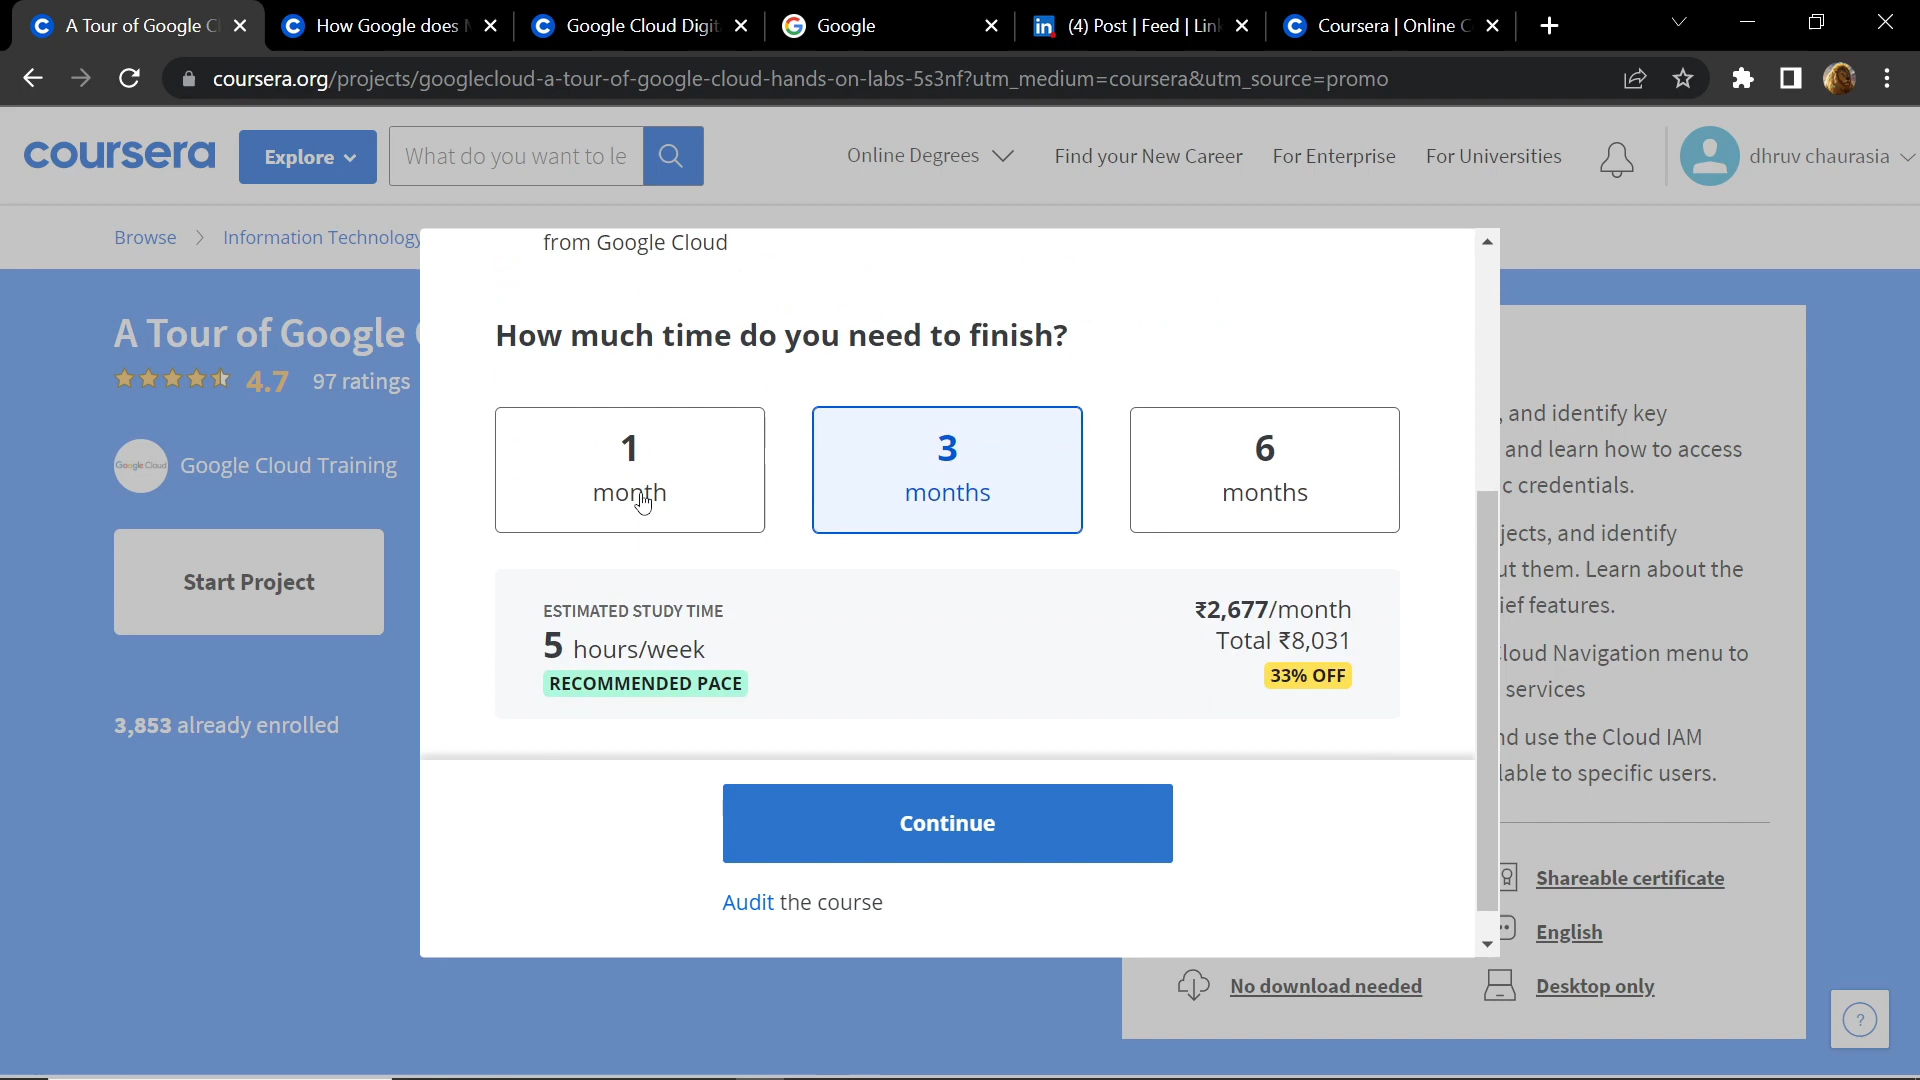 A Tour of Google C
How Google does
Google Cloud Digit
Google
(4) Post | Feed | Link
Coursera | Online C
coursera.org/projects/googlecloud-a-tour-of-google-cloud-hands-on-labs-5s3nf?utm_medium=coursera&utm_source=promo
coursera
Explore
What do you want to le
Online Degrees
Find your New Career
For Enterprise
For Universities
dhruv chaurasia
Browse
Information Technology
from Google Cloud
A Tour of Google
4.7
97 ratings
Google Cloud
Google Cloud Training
Start Project
3,853 already enrolled
How much time do you need to finish?
1
month
3
months
6
months
ESTIMATED STUDY TIME
5 hours/week
RECOMMENDED PACE
₹2,677/month
Total ₹8,031
33% OFF
Continue
Audit the course
, and identify key
and learn how to access
c credentials.
jects, and identify
ut them. Learn about the
ief features.
loud Navigation menu to
services
nd use the Cloud IAM
lable to specific users.
Shareable certificate
English
No download needed
Desktop only
?